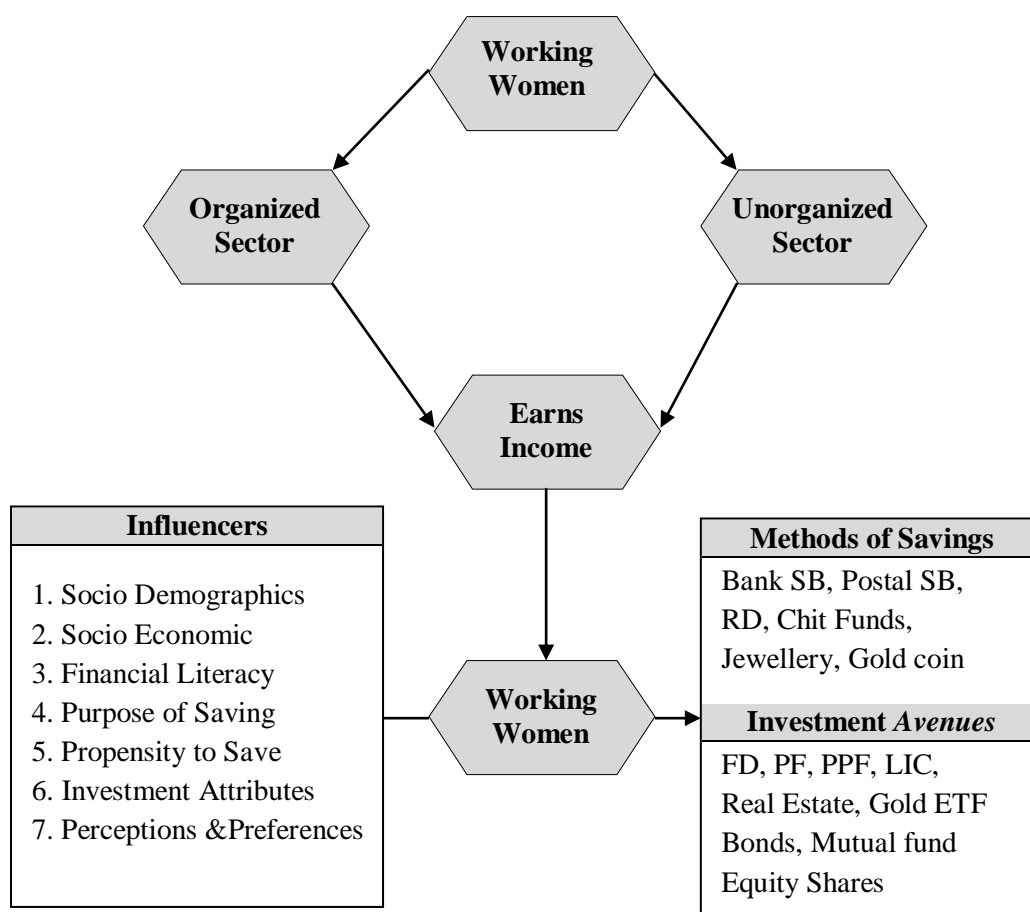 Working
Women
Organized
Sector
Unorganized
Sector
Earns
Income
Influencers
1. Socio Demographics
2. Socio Economic
3. Financial Literacy
4. Purpose of Saving
5. Propensity to Save
6. Investment Attributes
7. Perceptions &Preferences
Working
Women
Methods of Savings
Bank SB, Postal SB,
RD, Chit Funds,
Jewellery, Gold coin
Investment Avenues
FD, PF, PPF, LIC,
Real Estate, Gold ETF
Bonds, Mutual fund
Equity Shares